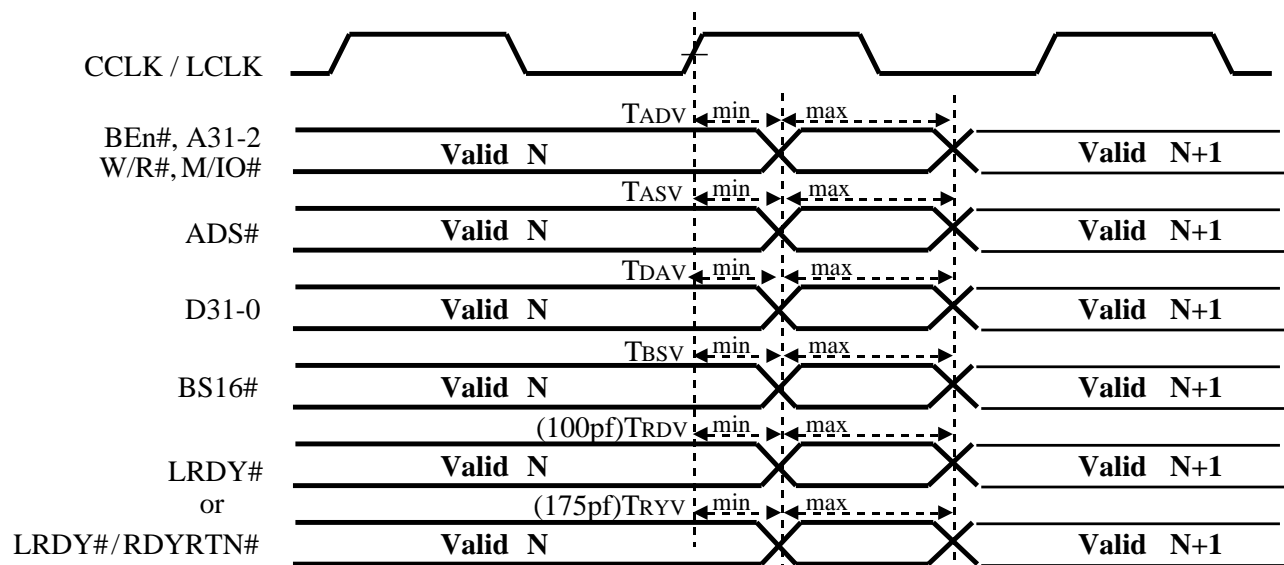 CCLK / LCLK
TADV min max
BEn#, A31-2
W/R#, M/IO#
Valid N Valid N+1
TASV min max
ADS# Valid N Valid N+1
TDAV min max
D31-0 Valid N Valid N+1
TBSV min max
BS16# Valid N Valid N+1
(100pf)TRDV min max
LRDY# Valid N Valid N+1
or
(175pf)TRYV min max
LRDY#/RDYRTN# Valid N Valid N+1